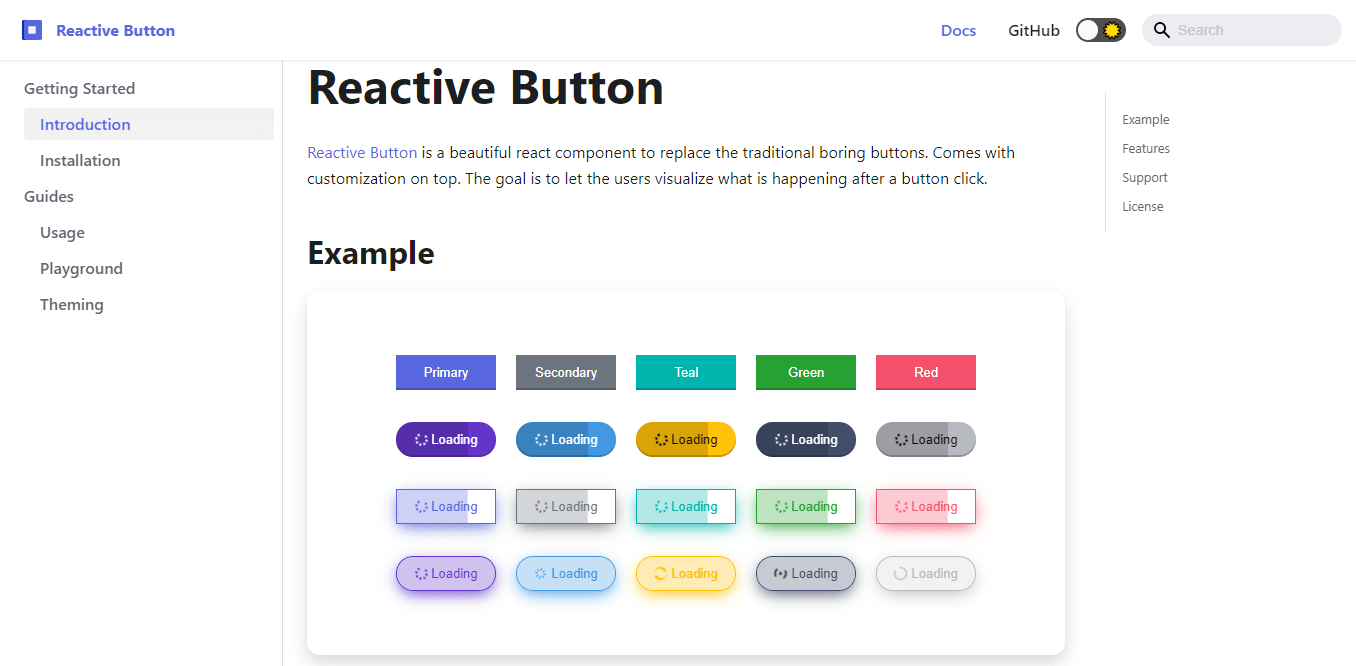 Reactive Button
Docs
GitHub
Search
Getting Started
Introduction
Installation
Guides
Usage
Playground
Theming
Reactive Button
Reactive Button is a beautiful react component to replace the traditional boring buttons. Comes with
customization on top. The goal is to let the users visualize what is happening after a button click.
Example
Primary Secondary Teal Green Red
Loading Loading Loading Loading Loading
Loading Loading Loading Loading Loading
Loading Loading Loading Loading Loading
Example
Features
Support
License